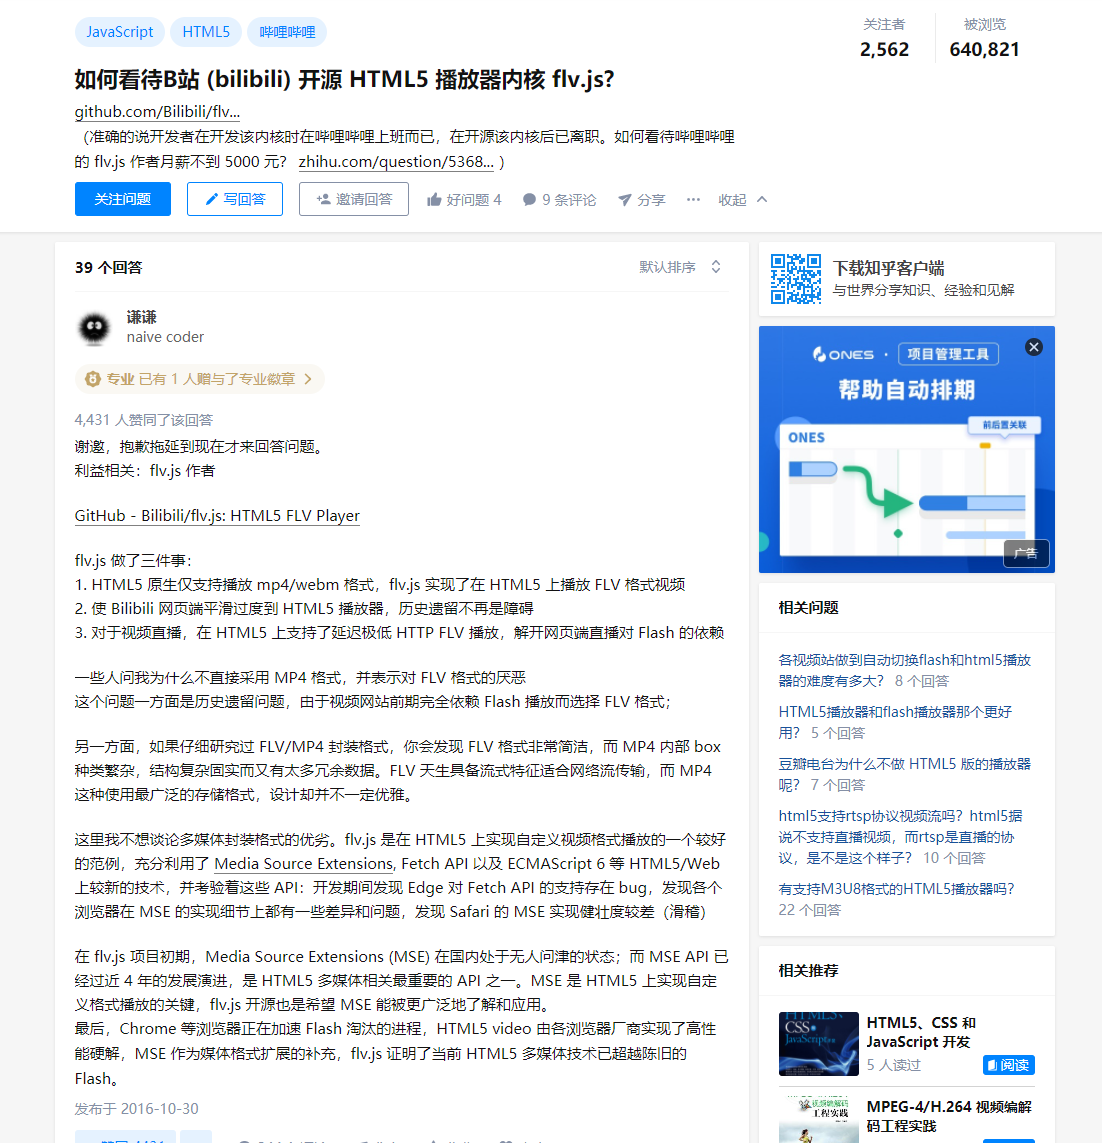 JavaScript
HTML5
哔哩哔哩
关注者
2,562
被浏览
640,821
如何看待B站 (bilibili) 开源 HTML5 播放器内核 flv.js?
github.com/Bilibili/flv...
（准确的说开发者在开发该内核时在哔哩哔哩上班而已，在开源该内核后已离职。如何看待哔哩哔哩
的 flv.js 作者月薪不到 5000 元？ zhihu.com/question/5368... ）
关注问题
写回答
邀请回答
好问题 4
9 条评论
分享
收起
39 个回答
默认排序
谦谦
naive coder
专业 已有 1 人赠与了专业徽章
4,431 人赞同了该回答
谢邀，抱歉拖延到现在才来回答问题。
利益相关：flv.js 作者
GitHub - Bilibili/flv.js: HTML5 FLV Player
flv.js 做了三件事：
1. HTML5 原生仅支持播放 mp4/webm 格式，flv.js 实现了在 HTML5 上播放 FLV 格式视频
2. 使 Bilibili 网页端平滑过度到 HTML5 播放器，历史遗留不再是障碍
3. 对于视频直播，在 HTML5 上支持了延迟极低 HTTP FLV 播放，解开网页端直播对 Flash 的依赖
一些人问我为什么不直接采用 MP4 格式，并表示对 FLV 格式的厌恶
这个问题一方面是历史遗留问题，由于视频网站前期完全依赖 Flash 播放而选择 FLV 格式；
另一方面，如果仔细研究过 FLV/MP4 封装格式，你会发现 FLV 格式非常简洁，而 MP4 内部 box
种类繁杂，结构复杂固实而又有太多冗余数据。FLV 天生具备流式特征适合网络流传输，而 MP4
这种使用最广泛的存储格式，设计却并不一定优雅。
这里我不想谈论多媒体封装格式的优劣。flv.js 是在 HTML5 上实现自定义视频格式播放的一个较好
的范例，充分利用了 Media Source Extensions, Fetch API 以及 ECMAScript 6 等 HTML5/Web
上较新的技术，并考验着这些 API：开发期间发现 Edge 对 Fetch API 的支持存在 bug，发现各个
浏览器在 MSE 的实现细节上都有一些差异和问题，发现 Safari 的 MSE 实现健壮度较差（滑稽）
在 flv.js 项目初期，Media Source Extensions (MSE) 在国内处于无人问津的状态；而 MSE API 已
经过近 4 年的发展演进，是 HTML5 多媒体相关最重要的 API 之一。MSE 是 HTML5 上实现自定
义格式播放的关键，flv.js 开源也是希望 MSE 能被更广泛地了解和应用。
最后，Chrome 等浏览器正在加速 Flash 淘汰的进程，HTML5 video 由各浏览器厂商实现了高性
能硬解，MSE 作为媒体格式扩展的补充，flv.js 证明了当前 HTML5 多媒体技术已超越陈旧的
Flash。
发布于 2016-10-30
下载知乎客户端
与世界分享知识、经验和见解
ONES · 项目管理工具
帮助自动排期
前后置关联
ONES
广告
相关问题
各视频站做到自动切换flash和html5播放
器的难度有多大？ 8 个回答
HTML5播放器和flash播放器那个更好
用？ 5 个回答
豆瓣电台为什么不做 HTML5 版的播放器
呢？ 7 个回答
html5支持rtsp协议视频流吗？html5据
说不支持直播视频，而rtsp是直播的协
议，是不是这个样子？ 10 个回答
有支持M3U8格式的HTML5播放器吗？
22 个回答
相关推荐
HTML5、
CSS
JavaScript
HTML5、CSS 和
JavaScript 开发
5 人读过
阅读
视频编解码
工程实践
MPEG-4/H.264 视频编解
码工程实践